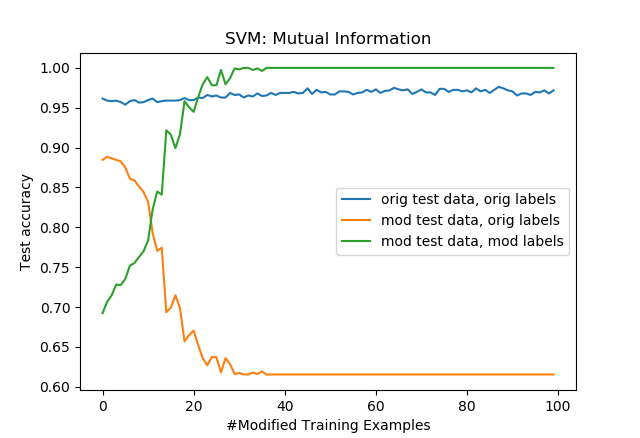 SVM: Mutual Information
1.00
0.95
0.90
0.85
0.80
0.75
0.70
0.65
0.60
Test accuracy
orig test data, orig labels
mod test data, orig labels
mod test data, mod labels
0 20 40 60 80 100
#Modified Training Examples